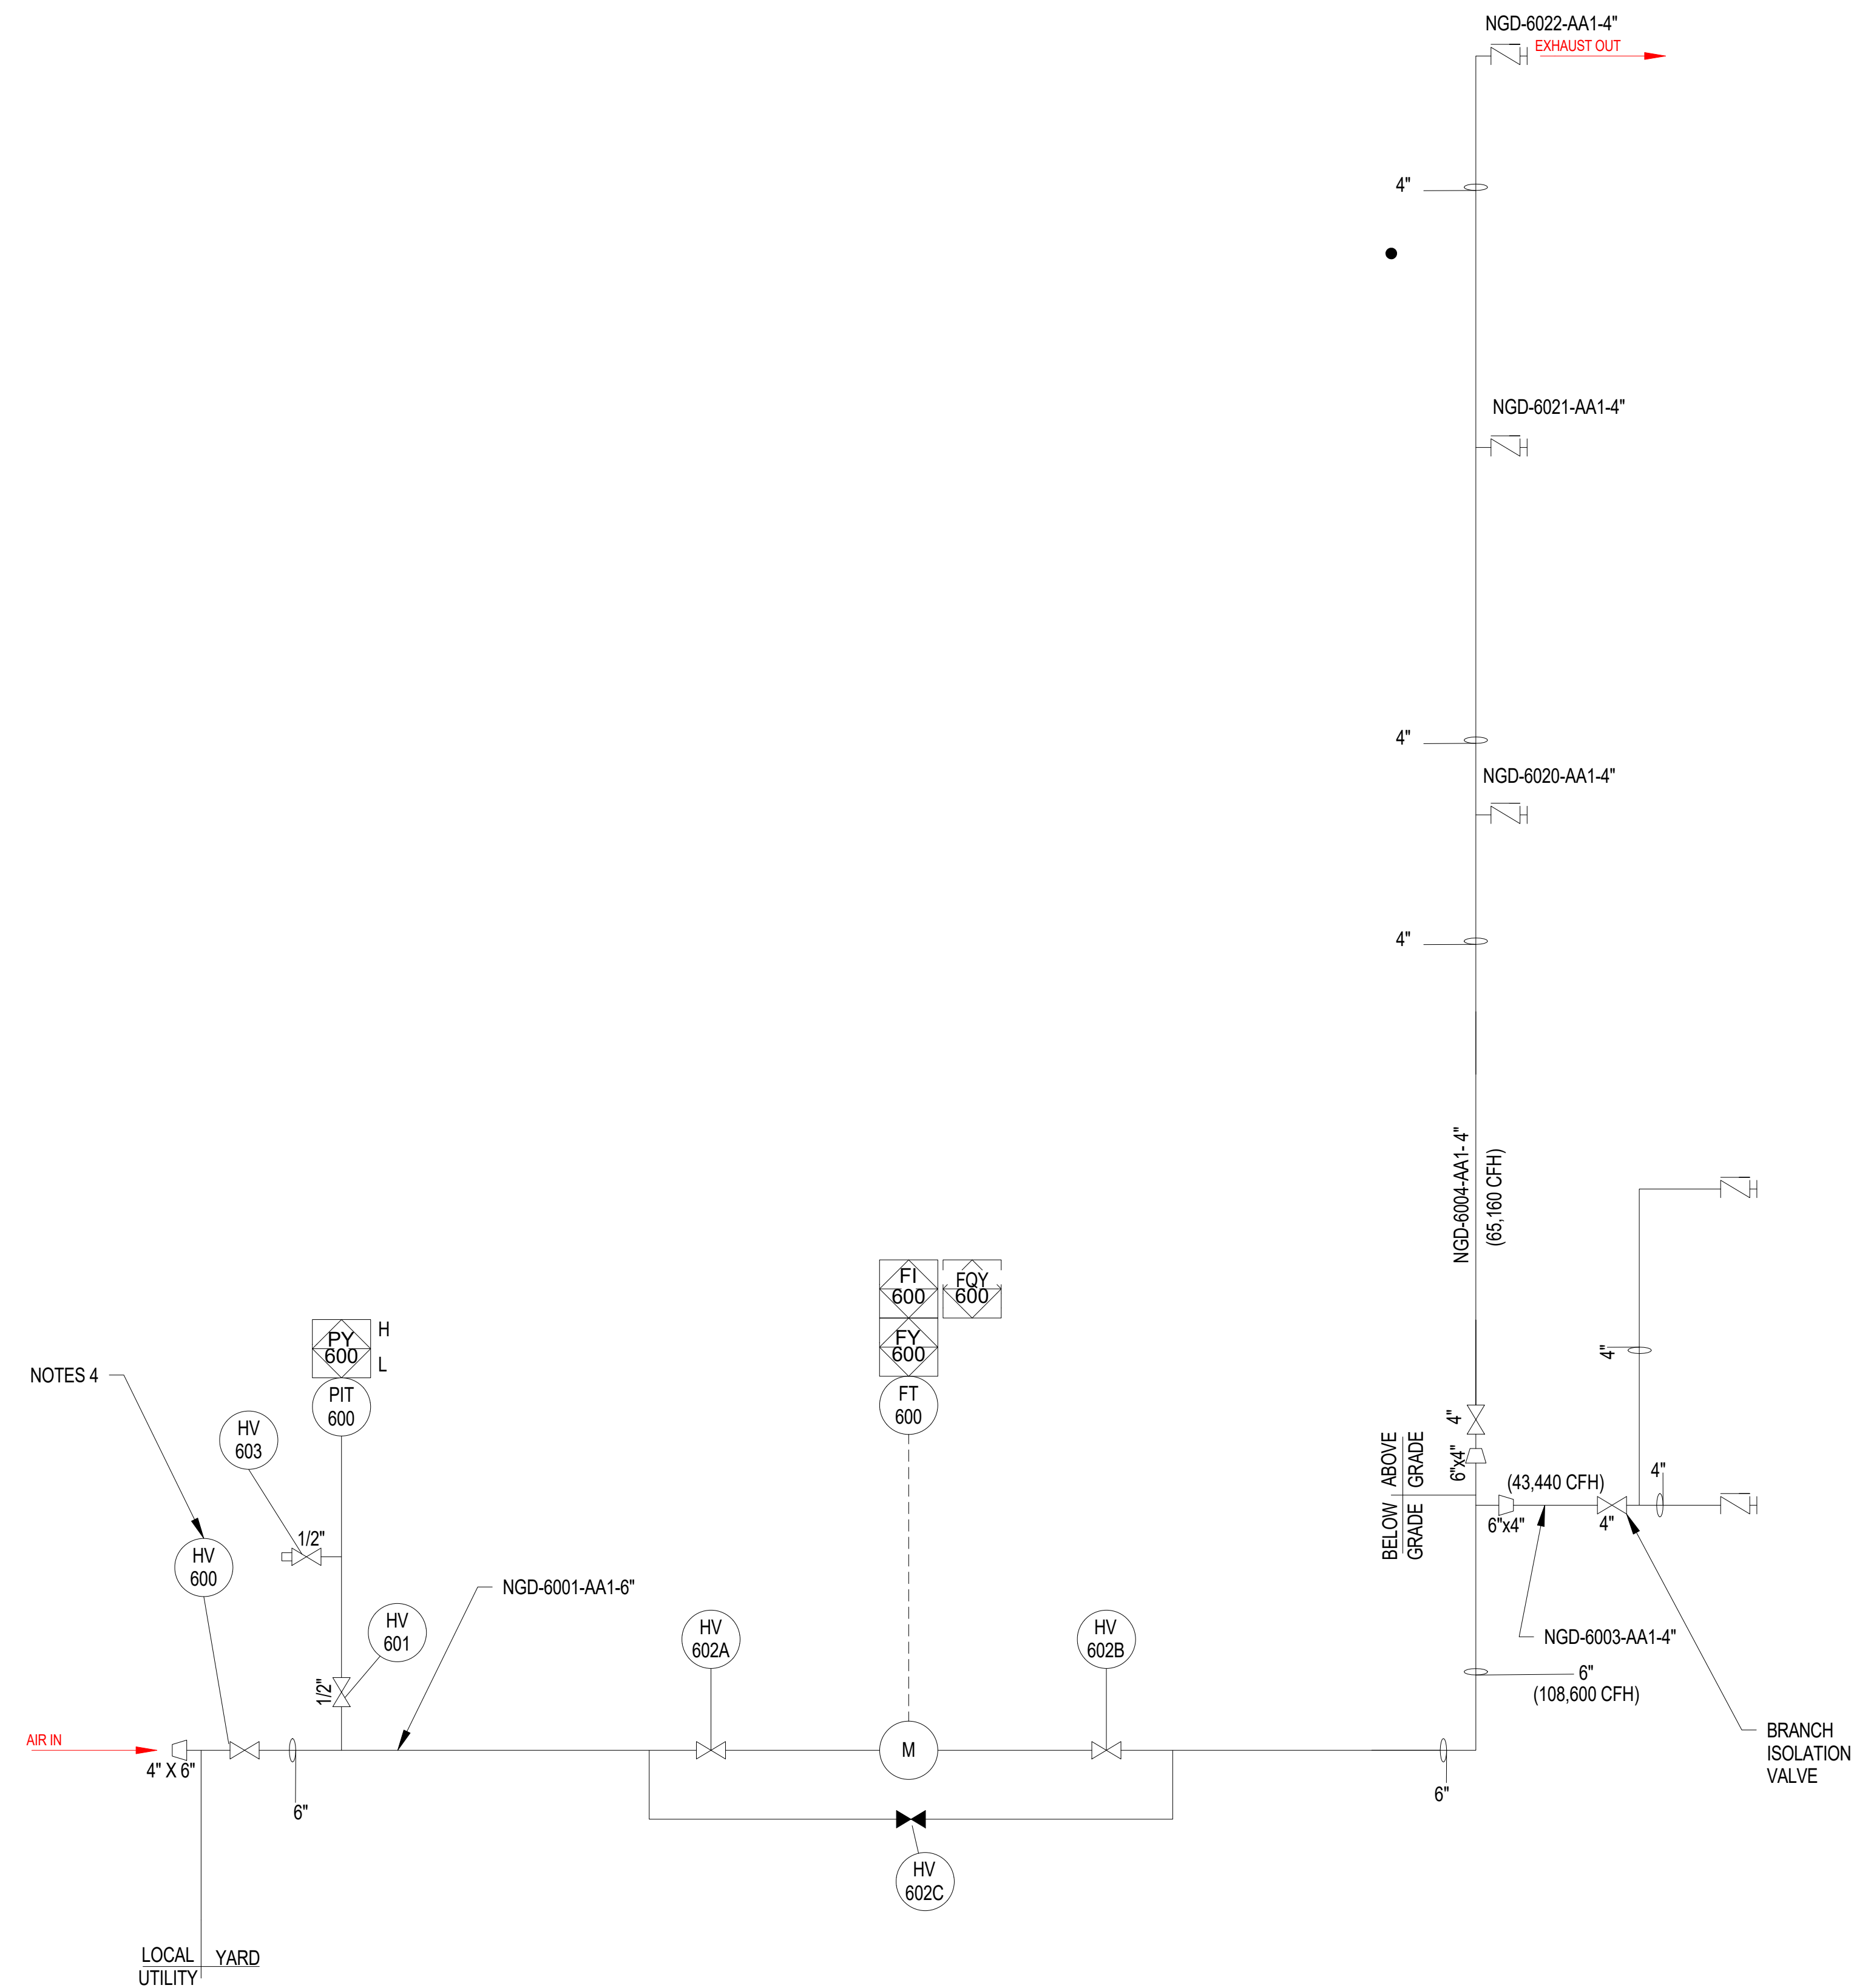 NGD-6022-AA1-4"
EXHAUST OUT
4"
NGD-6021-AA1-4"
4"
NGD-6020-AA1-4"
4"
NGD-6004-AA1- 4"
(65,160 CFH)
4"
FI
600
FQY
600
FY
600
FT
600
PY
600
H
L
PIT
600
NOTES 4
HV
603
HV
600
1/2"
HV
601
1/2"
NGD-6001-AA1-6"
HV
602A
HV
602B
4"
6"x4"
ABOVE
GRADE
BELOW
GRADE
(43,440 CFH)
4"
6"x4"
4"
NGD-6003-AA1-4"
6"
(108,600 CFH)
BRANCH
ISOLATION
VALVE
AIR IN
4" X 6"
6"
M
6"
HV
602C
LOCAL
UTILITY
YARD